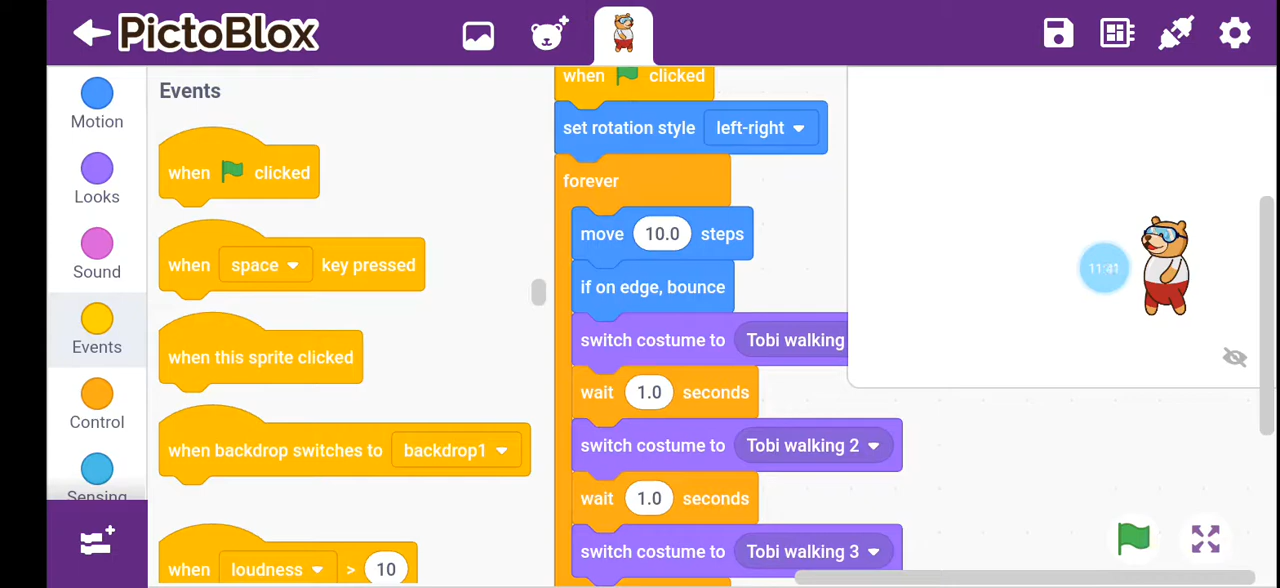 PictoBlox
Motion
Looks
Sound
Events
Control
Sensing
Events
when clicked
when space key pressed
when this sprite clicked
when backdrop switches to backdrop1
when loudness > 10
when clicked
set rotation style left-right
forever
move 10.0 steps
if on edge, bounce
switch costume to Tobi walking
wait 1.0 seconds
switch costume to Tobi walking 2
wait 1.0 seconds
switch costume to Tobi walking 3
11:41